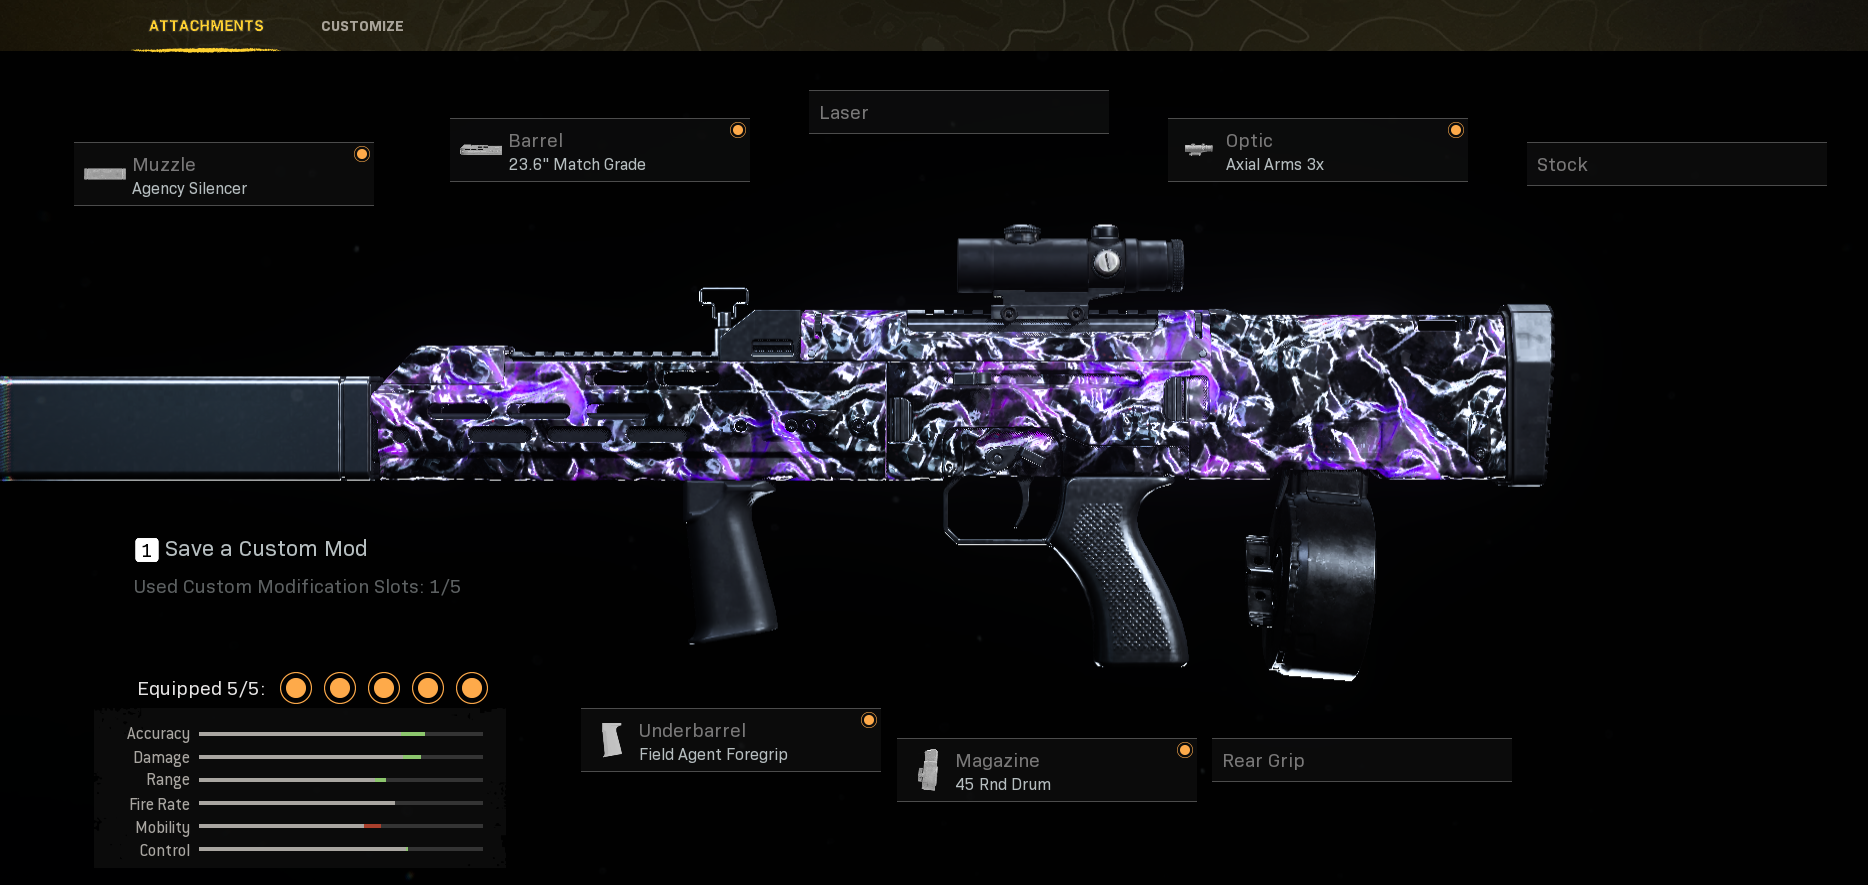 ATTACHMENTS
CUSTOMIZE
Laser
Barrel
23.6" Match Grade
Optic
Axial Arms 3x
Muzzle
Agency Silencer
Stock
1 Save a Custom Mod
Used Custom Modification Slots: 1/5
Equipped 5/5:
Accuracy
Damage
Range
Fire Rate
Mobility
Control
Underbarrel
Field Agent Foregrip
Magazine
45 Rnd Drum
Rear Grip